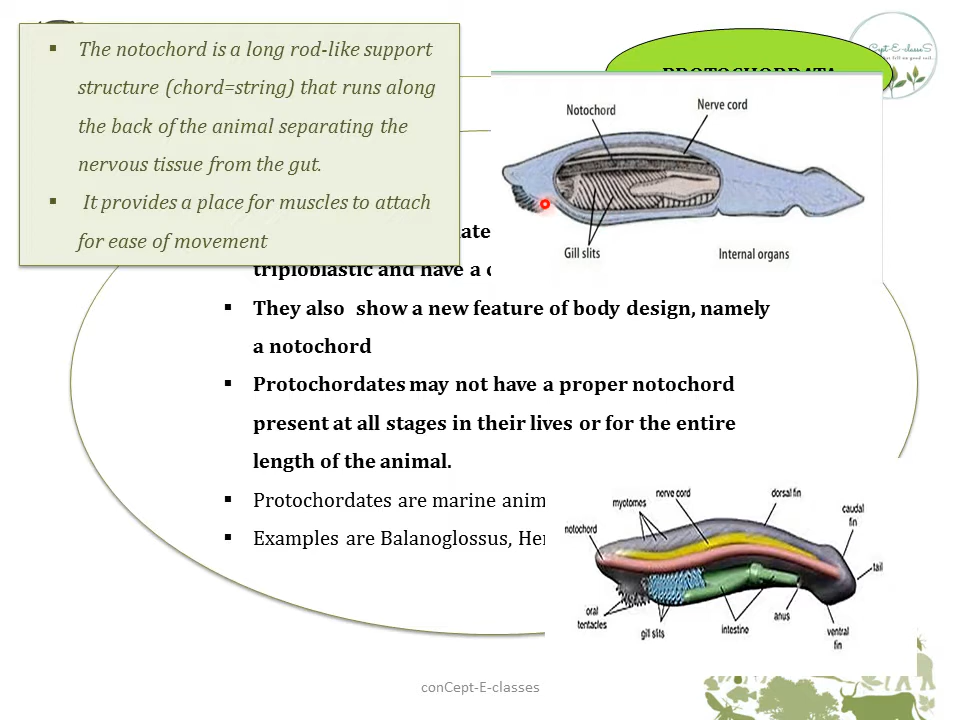 ▪ The notochord is a long rod-like support
structure (chord=string) that runs along
the back of the animal separating the
nervous tissue from the gut.
▪ It provides a place for muscles to attach
for ease of movement
PROTOCHORDATA
Notochord
Nerve cord
Gill slits
Internal organs
triploblastic and have a
▪ They also show a new feature of body design, namely
a notochord
▪ Protochordates may not have a proper notochord
present at all stages in their lives or for the entire
length of the animal.
▪ Protochordates are marine anim
▪ Examples are Balanoglossus, Her
myotomes
nerve cord
dorsal fin
caudal
fin
notochord
tail
oral
tentacles
gill slits
intestine
anus
ventral
fin
conCept-E-classes